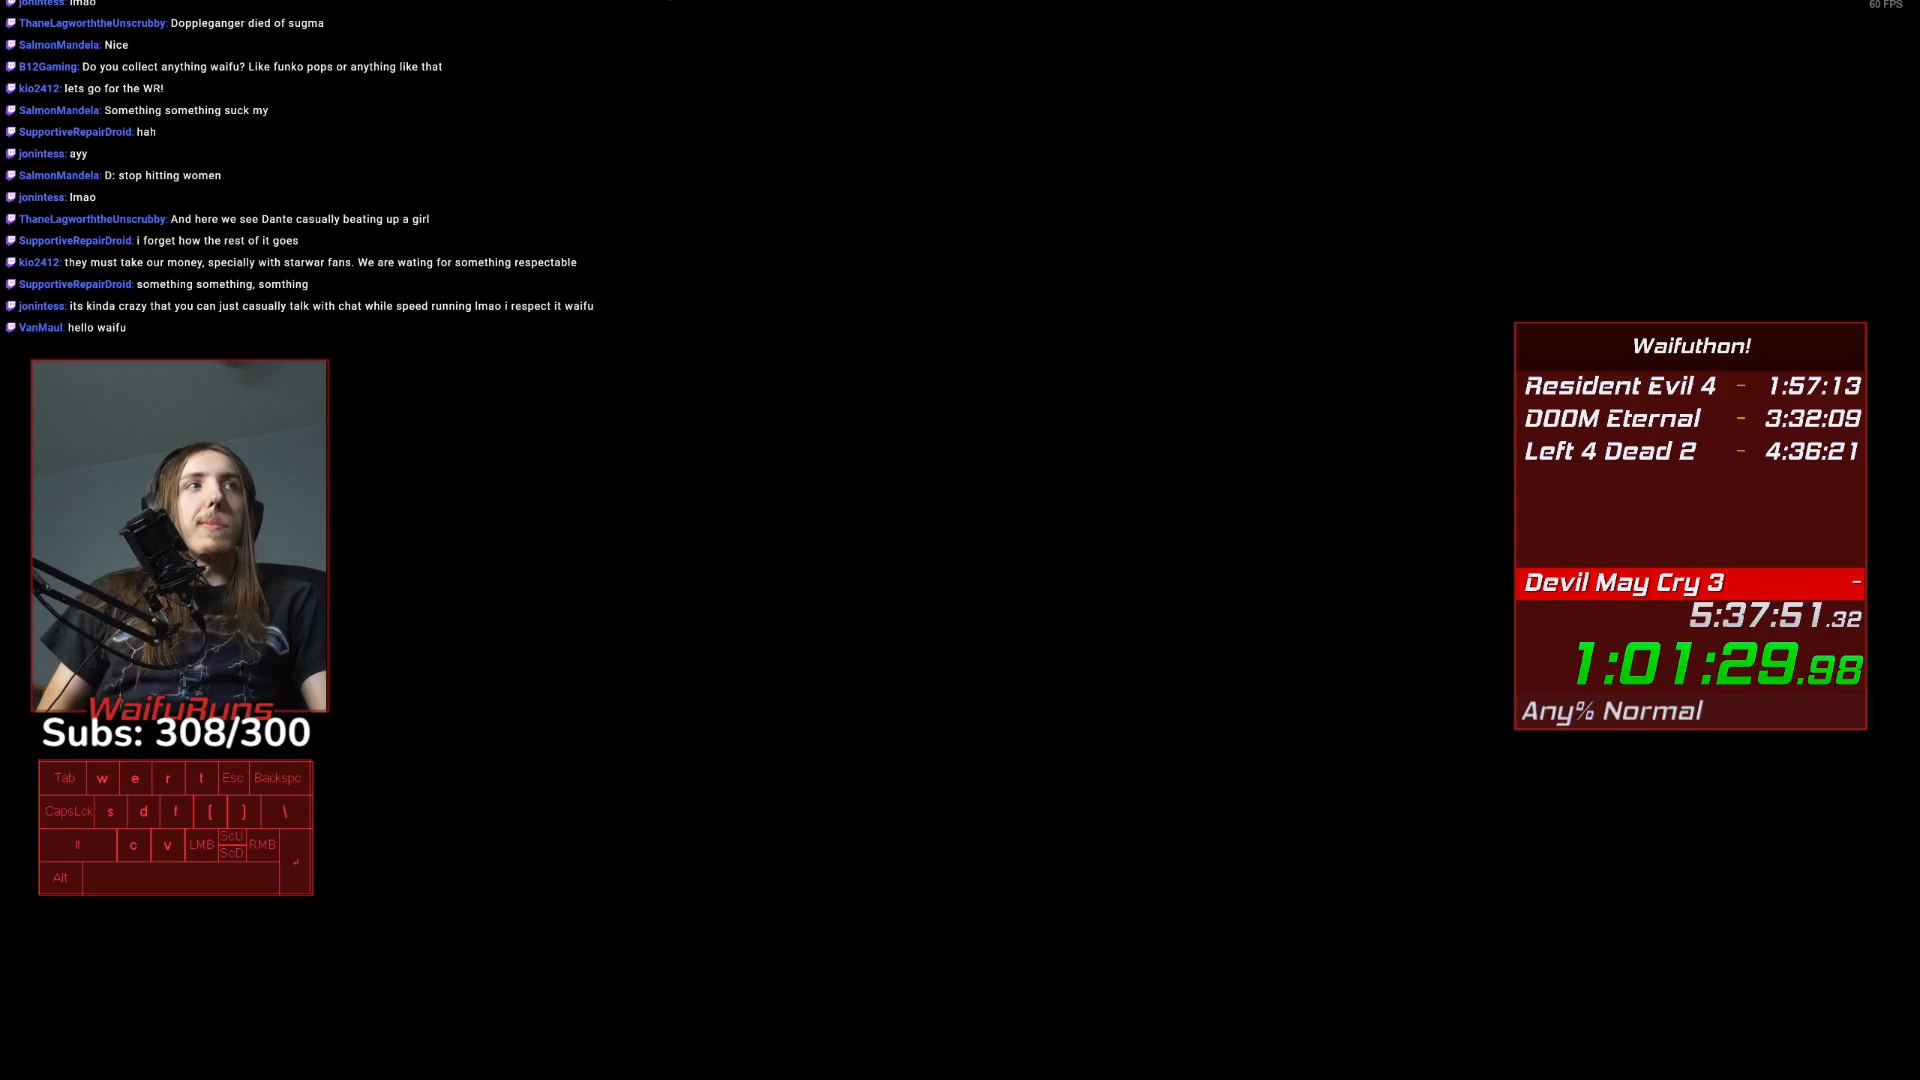 jonintess: lmao
60 FPS
ThaneLagworththeUnscrubby: Doppleganger died of sugma
SalmonMandela: Nice
B12Gaming: Do you collect anything waifu? Like funko pops or anything like that
kio2412: lets go for the WR!
SalmonMandela: Something something suck my
SupportiveRepairDroid: hah
jonintess: ayy
SalmonMandela: D: stop hitting women
jonintess: lmao
ThaneLagworththeUnscrubby: And here we see Dante casually beating up a girl
SupportiveRepairDroid: i forget how the rest of it goes
kio2412: they must take our money, specially with starwar fans. We are wating for something respectable
SupportiveRepairDroid: something something, somthing
jonintess: its kinda crazy that you can just casually talk with chat while speed running lmao i respect it waifu
VanMaul: hello waifu
WaifuRuns
Subs: 308/300
Tab w e r t Esc Backspc
CapsLck s d f [ ] \
⇧ c v LMB ScU ScD RMB ↵
Alt
Waifuthon!
Resident Evil 4 - 1:57:13
DOOM Eternal - 3:32:09
Left 4 Dead 2 - 4:36:21
Devil May Cry 3 -
5:37:51.32
1:01:29.98
Any% Normal